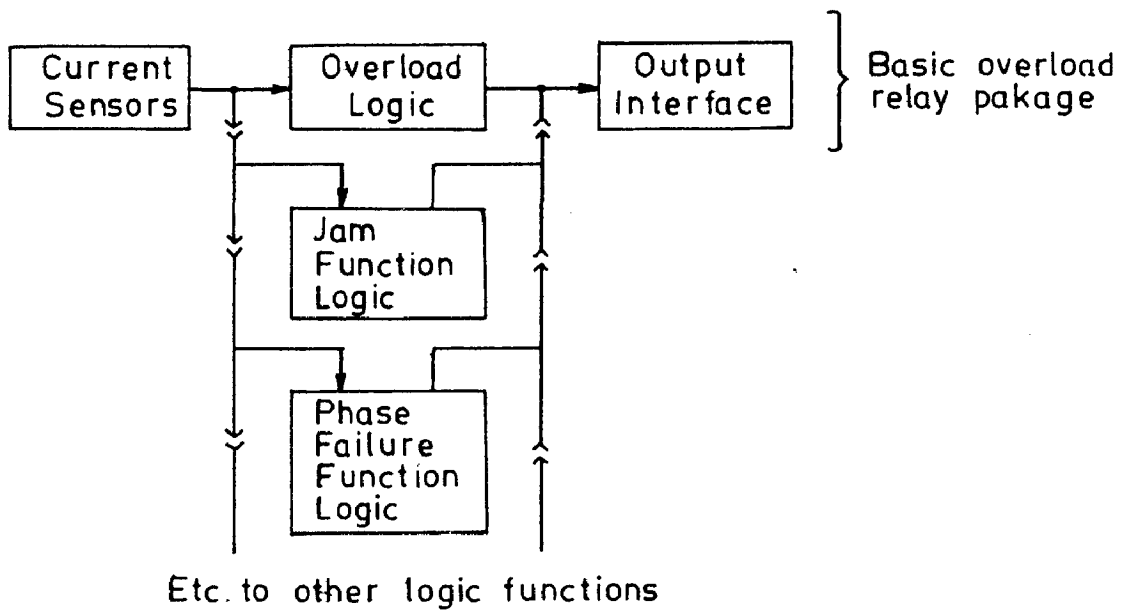 Current
Sensors
Overload
Logic
Output
Interface
Basic overload
relay pakage
Jam
Function
Logic
Phase
Failure
Function
Logic
Etc. to other logic functions